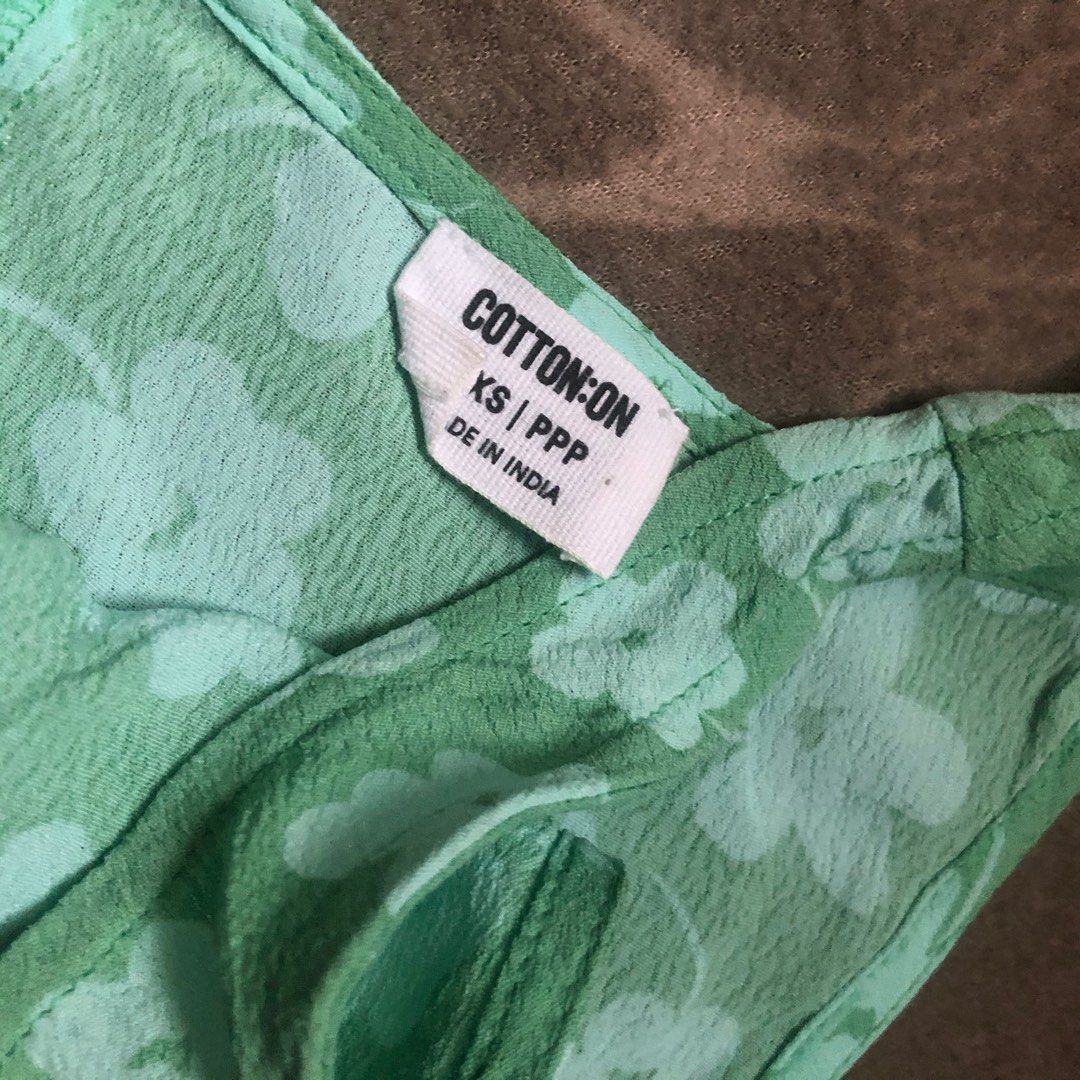 COTTON:ON
XS | PPP
DE IN INDIA